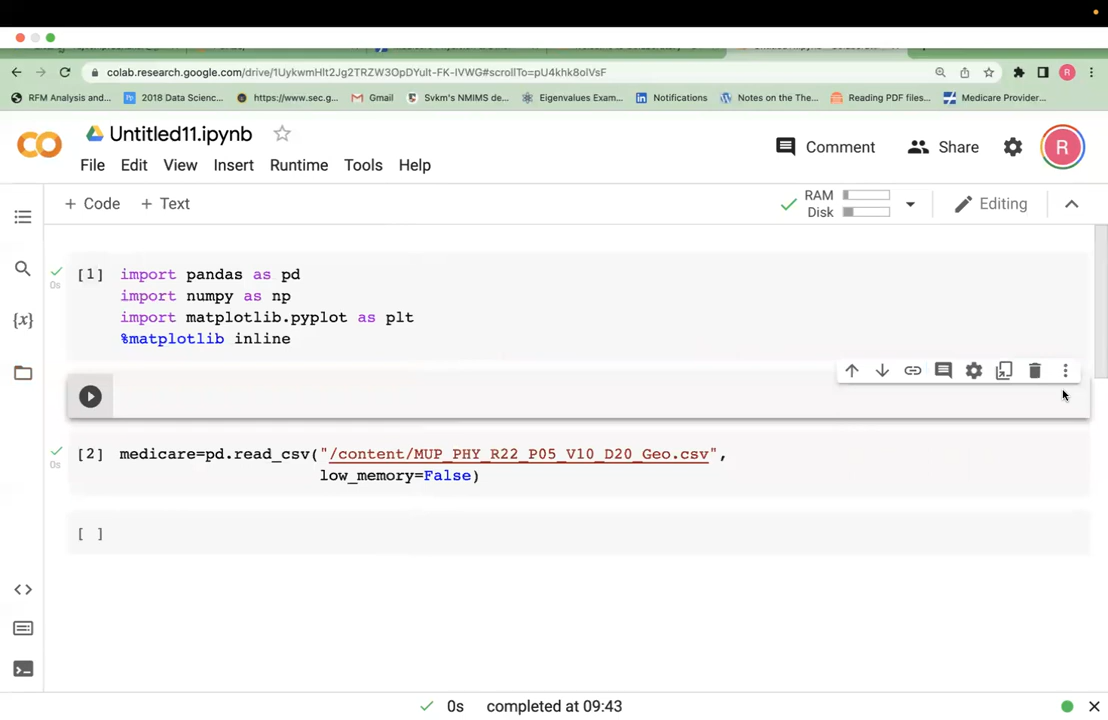 colab.research.google.com/drive/1UykwmHlt2Jg2TRZW3OpDYult-FK-IVWG#scrollTo=pU4khk8olVsF
RFM Analysis and... 2018 Data Scienc... https://www.sec.g... Gmail Svkm's NMIMS de... Eigenvalues Exam... Notifications Notes on the The... Reading PDF files... Medicare Provider...
Untitled11.ipynb
Comment Share R
File Edit View Insert Runtime Tools Help
+ Code + Text
RAM
Disk
Editing
[1] import pandas as pd
import numpy as np
import matplotlib.pyplot as plt
%matplotlib inline
0s
[2] medicare=pd.read_csv("/content/MUP_PHY_R22_P05_V10_D20_Geo.csv",
low_memory=False)
0s
[ ]
0s completed at 09:43